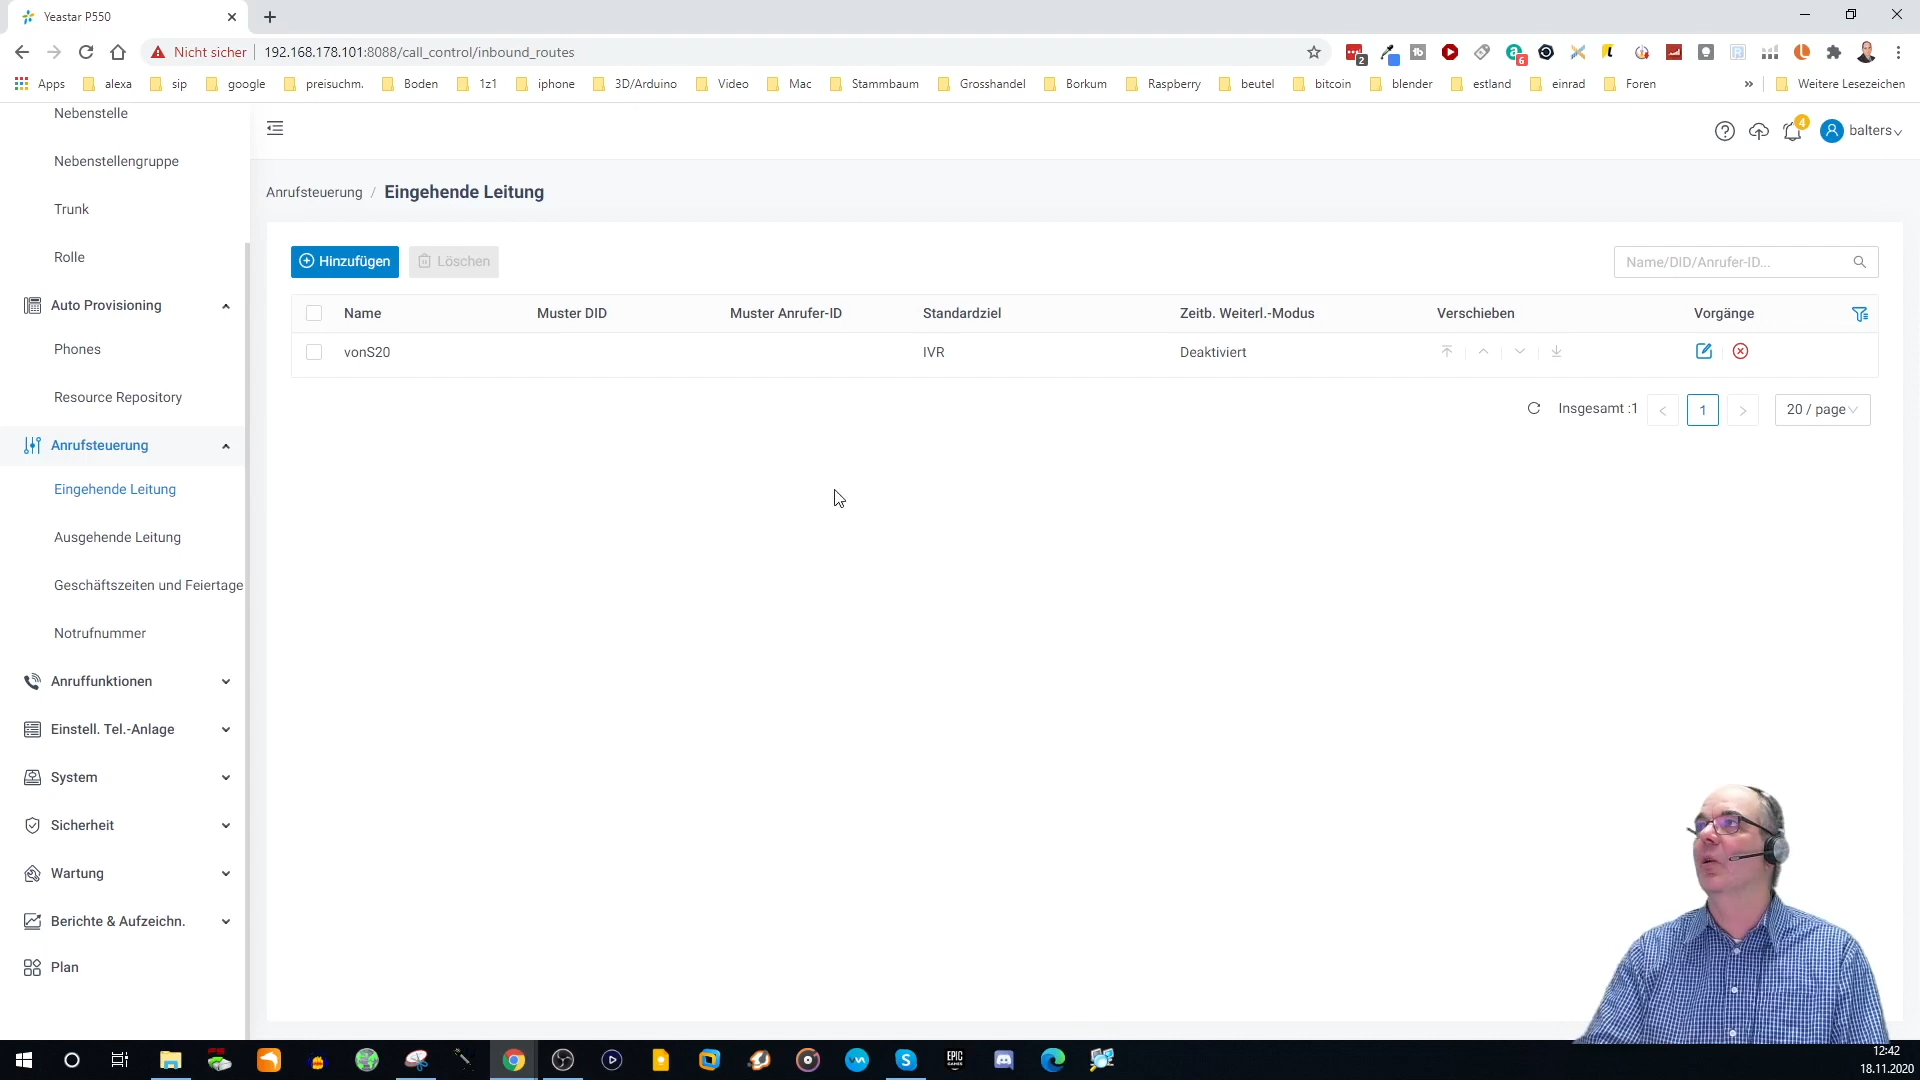 Yeastar P550
Nicht sicher 192.168.178.101:8088/call_control/inbound_routes
2
6
Apps alexa sip google preisuchm. Boden 1z1 iphone 3D/Arduino Video Mac Stammbaum Grosshandel Borkum Raspberry beutel bitcoin blender estland einrad Foren » Weitere Lesezeichen
Nebenstelle
Nebenstellengruppe
Trunk
Rolle
Auto Provisioning
Phones
Resource Repository
Anrufsteuerung
Eingehende Leitung
Ausgehende Leitung
Geschäftszeiten und Feiertage
Notrufnummer
Anruffunktionen
Einstell. Tel.-Anlage
System
Sicherheit
Wartung
Berichte & Aufzeichn.
Plan
4
balters
Anrufsteuerung / Eingehende Leitung
Hinzufügen Löschen
Name/DID/Anrufer-ID...
Name Muster DID Muster Anrufer-ID Standardziel Zeitb. Weiterl.-Modus Verschieben Vorgänge
vonS20 IVR Deaktiviert
Insgesamt :1 < 1 > 20 / page
EPIC
GAMES
12:42
18.11.2020